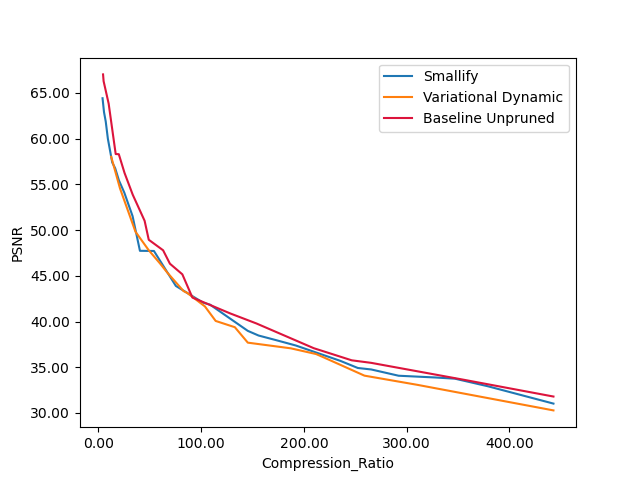 Smallify
Variational Dynamic
Baseline Unpruned
PSNR
65.00
60.00
55.00
50.00
45.00
40.00
35.00
30.00
0.00
100.00
200.00
300.00
400.00
Compression_Ratio